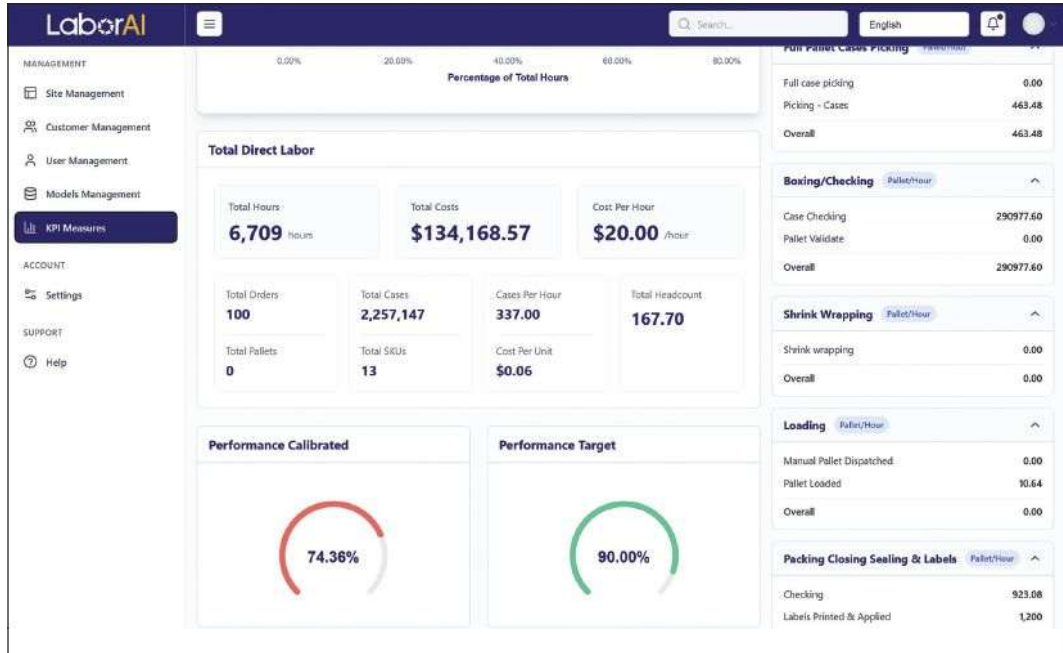 LaborAI
Search...
English
MANAGEMENT
Site Management
Customer Management
User Management
Models Management
KPI Measures
ACCOUNT
Settings
SUPPORT
Help
0.00% 20.00% 40.00% 60.00% 80.00%
Percentage of Total Hours
Total Direct Labor
Total Hours
6,709 hours
Total Costs
$134,168.57
Cost Per Hour
$20.00 /hour
Total Orders
100
Total Pallets
0
Total Cases
2,257,147
Total SKUs
13
Cases Per Hour
337.00
Cost Per Unit
$0.06
Total Headcount
167.70
Performance Calibrated
74.36%
Performance Target
90.00%
Full Pallet Cases Picking Pallet/Hour
Full case picking 0.00
Picking - Cases 463.48
Overall 463.48
Boxing/Checking Pallet/Hour
Case Checking 290977.60
Pallet Validate 0.00
Overall 290977.60
Shrink Wrapping Pallet/Hour
Shrink wrapping 0.00
Overall 0.00
Loading Pallet/Hour
Manual Pallet Dispatched 0.00
Pallet Loaded 10.64
Overall 0.00
Packing Closing Sealing & Labels Pallet/Hour
Checking 923.08
Labels Printed & Applied 1,200